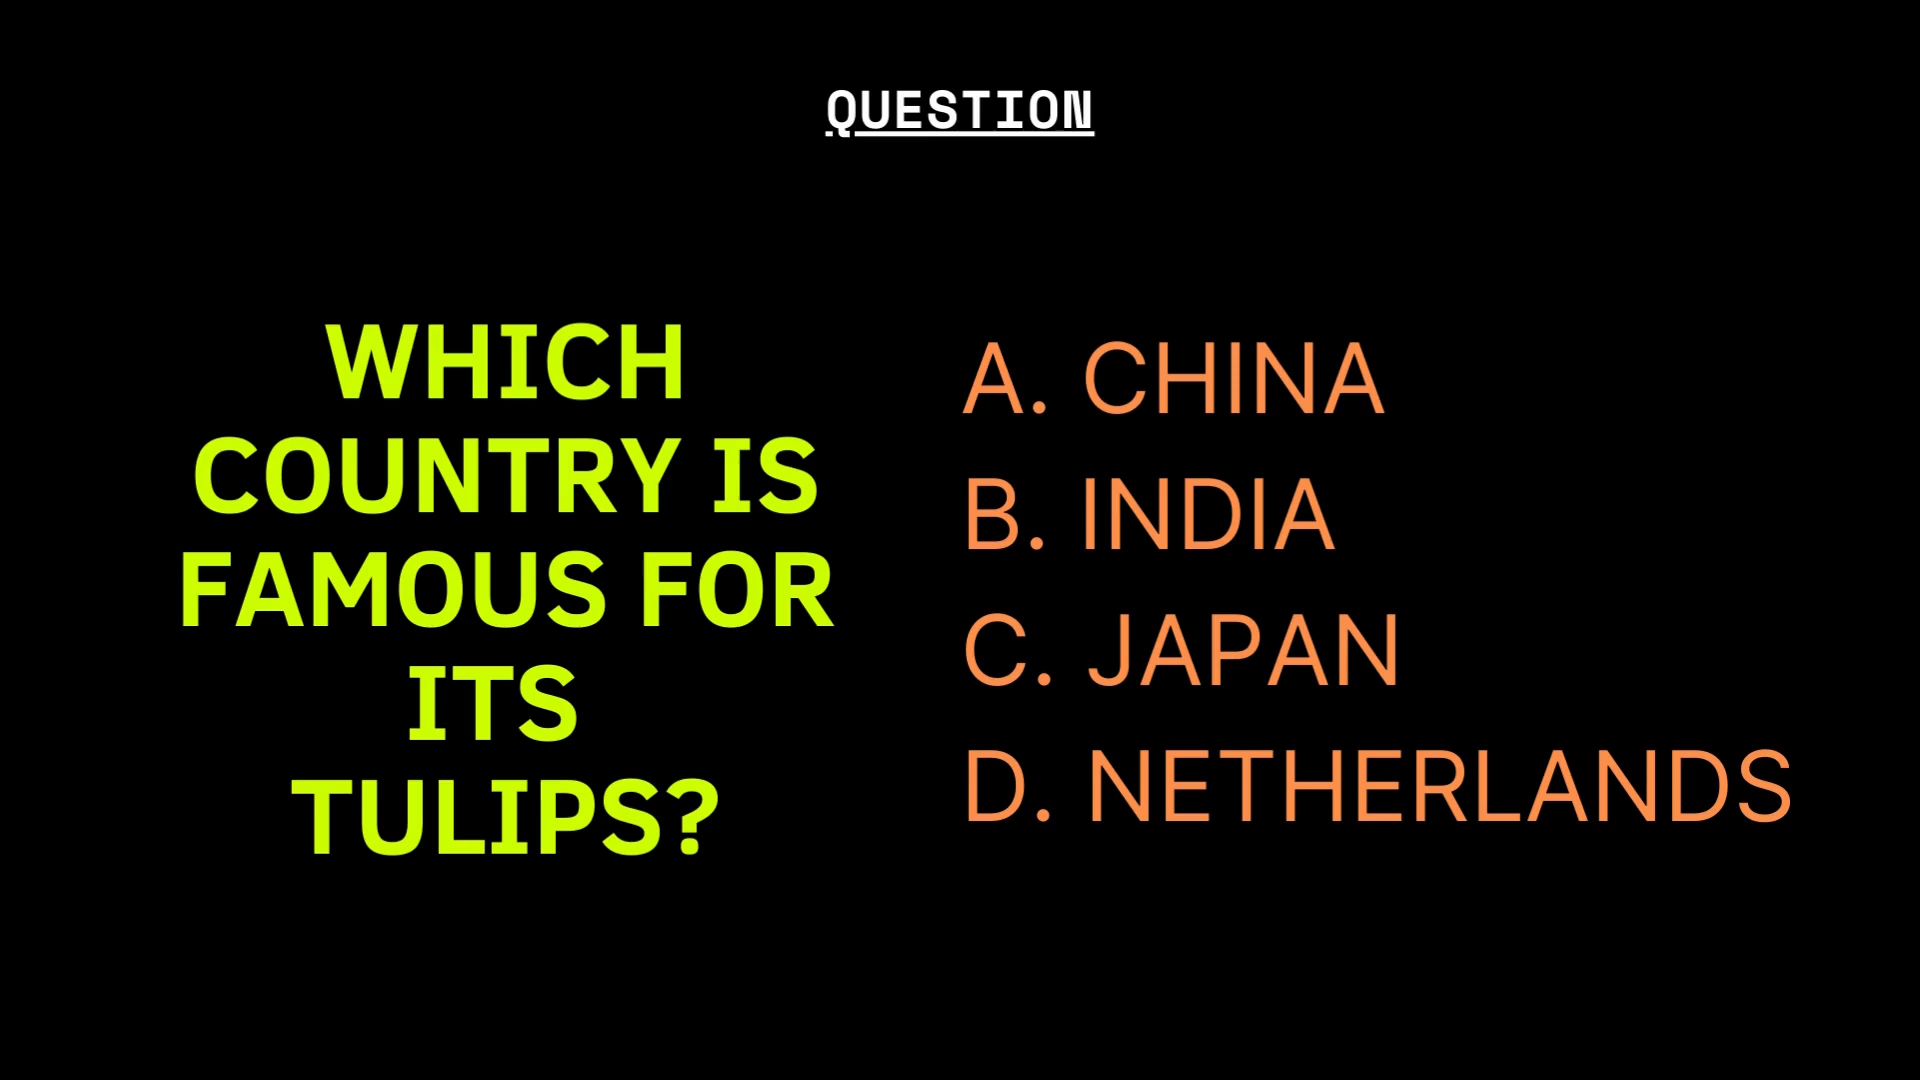 QUESTION
WHICH
COUNTRY IS
FAMOUS FOR
ITS
TULIPS?
A. CHINA
B. INDIA
C. JAPAN
D. NETHERLANDS